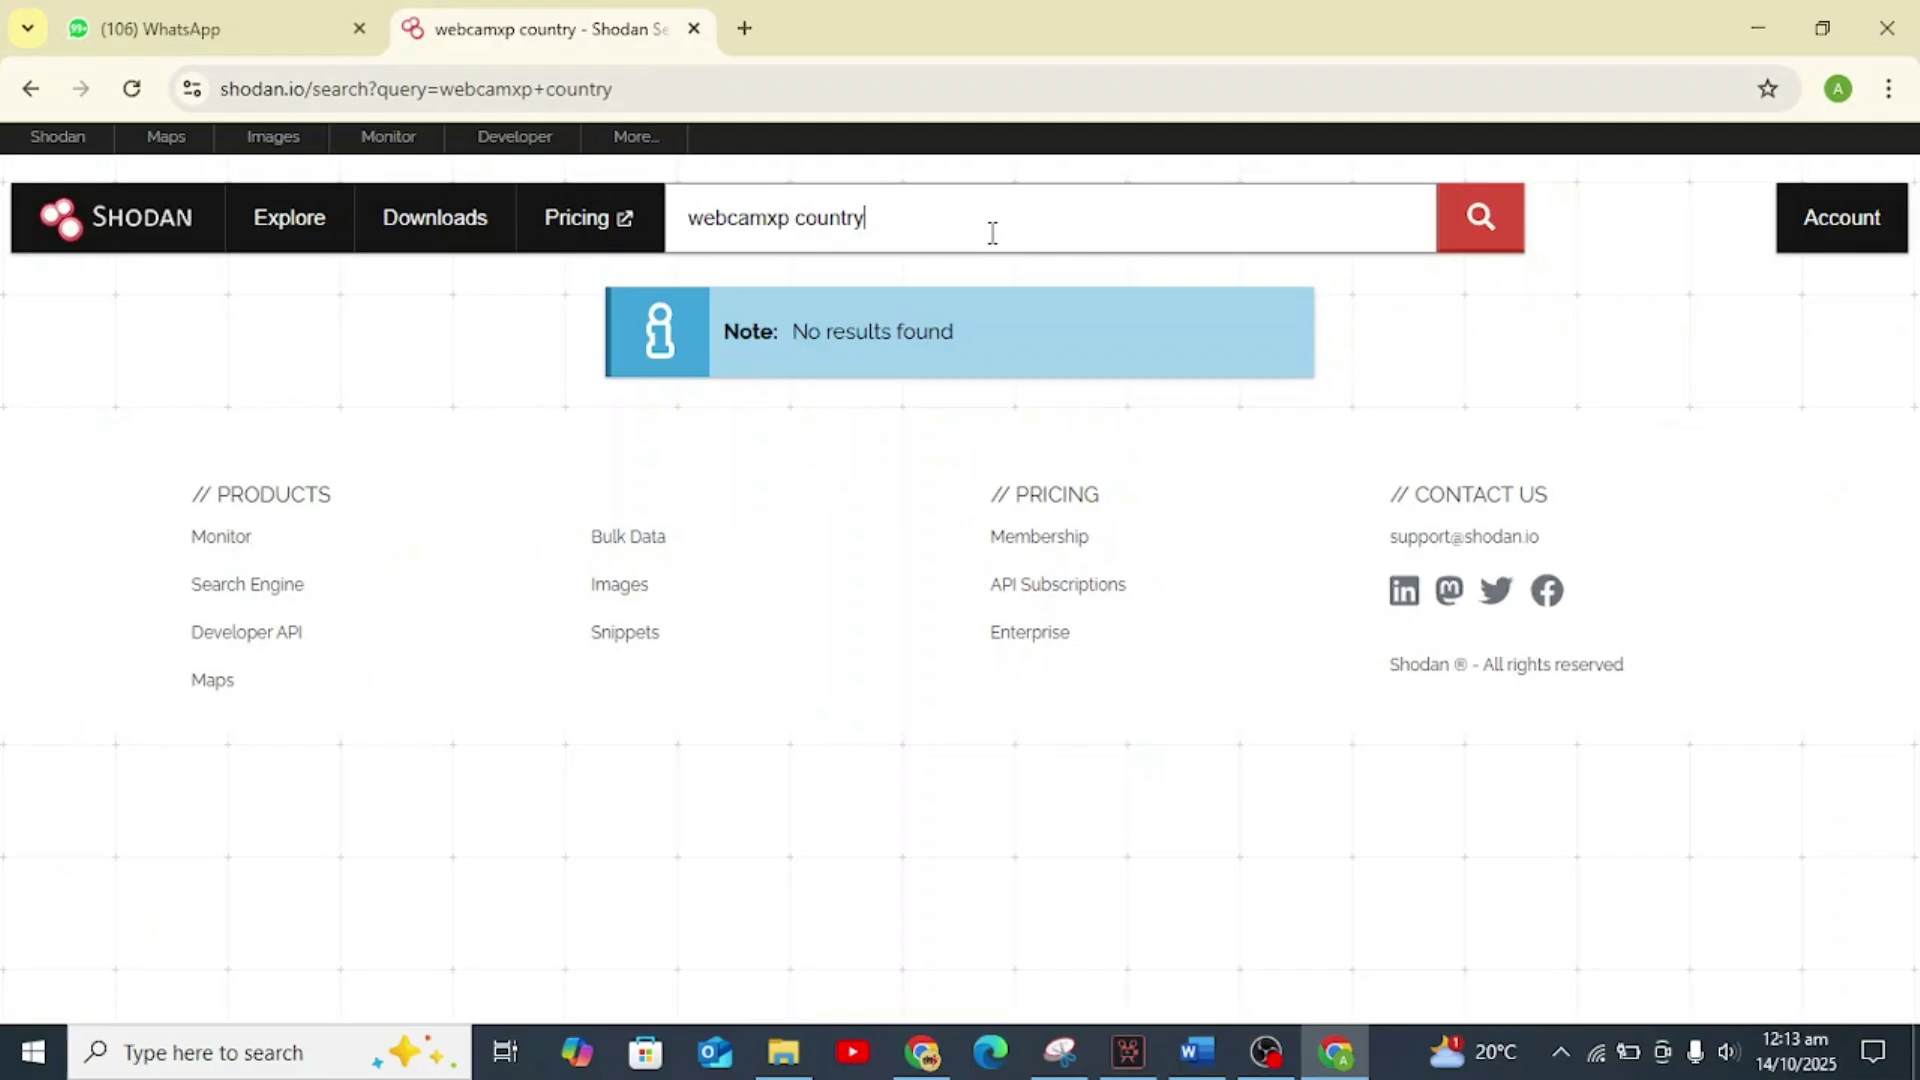 (106) WhatsApp
webcamxp country - Shodan Se
shodan.io/search?query=webcamxp+country
A
Shodan Maps Images Monitor Developer More...
SHODAN Explore Downloads Pricing webcamxp country Account
Note: No results found
// PRODUCTS
Monitor
Search Engine
Developer API
Maps
Bulk Data
Images
Snippets
// PRICING
Membership
API Subscriptions
Enterprise
// CONTACT US
support@shodan.io
Shodan ® - All rights reserved
Type here to search
20°C
12:13 am
14/10/2025